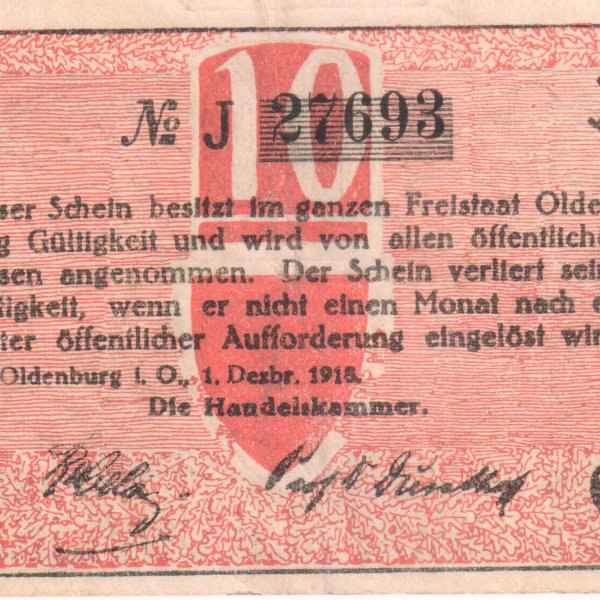 10
№ J 27693
ser Schein besitzt im ganzen Freistaat Olde
g Gültigkeit und wird von allen öffentliche
sen angenommen. Der Schein verliert sein
tigkeit, wenn er nicht einen Monat nach e
ter öffentlicher Aufforderung eingelöst wir
Oldenburg i. O., 1. Dezbr. 1918.
Die Handelskammer.